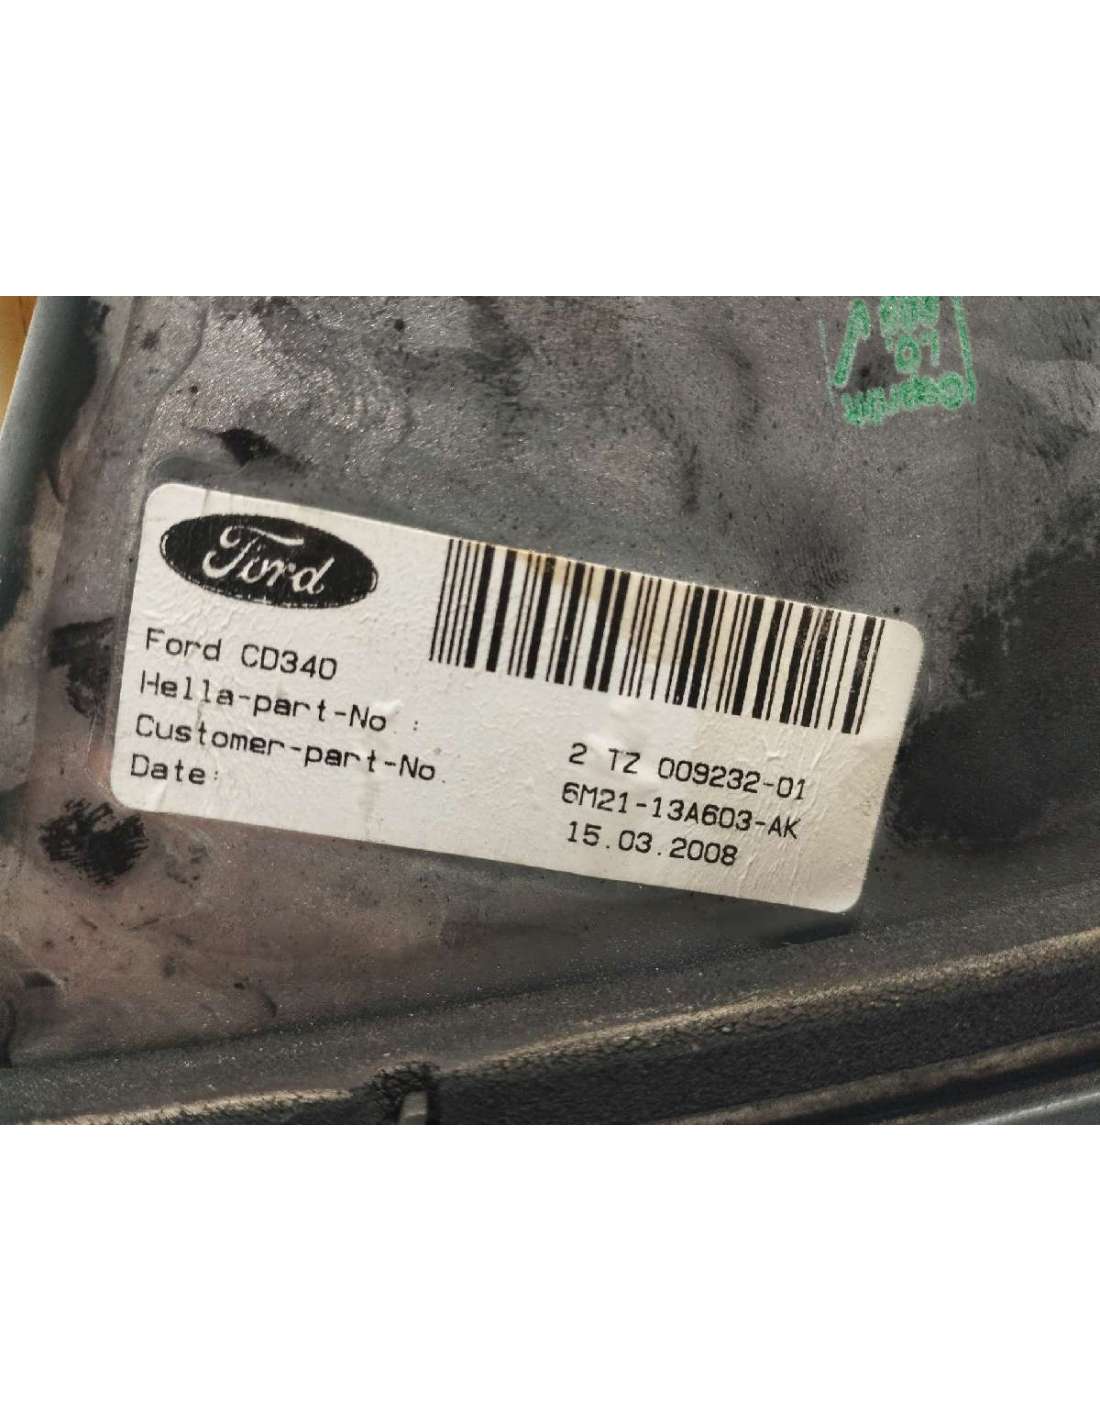 Ford
Ford CD340
Hella-part-No : 2 TZ 009232-01
Customer-part-No. 6M21-13A603-AK
Date: 15.03.2008